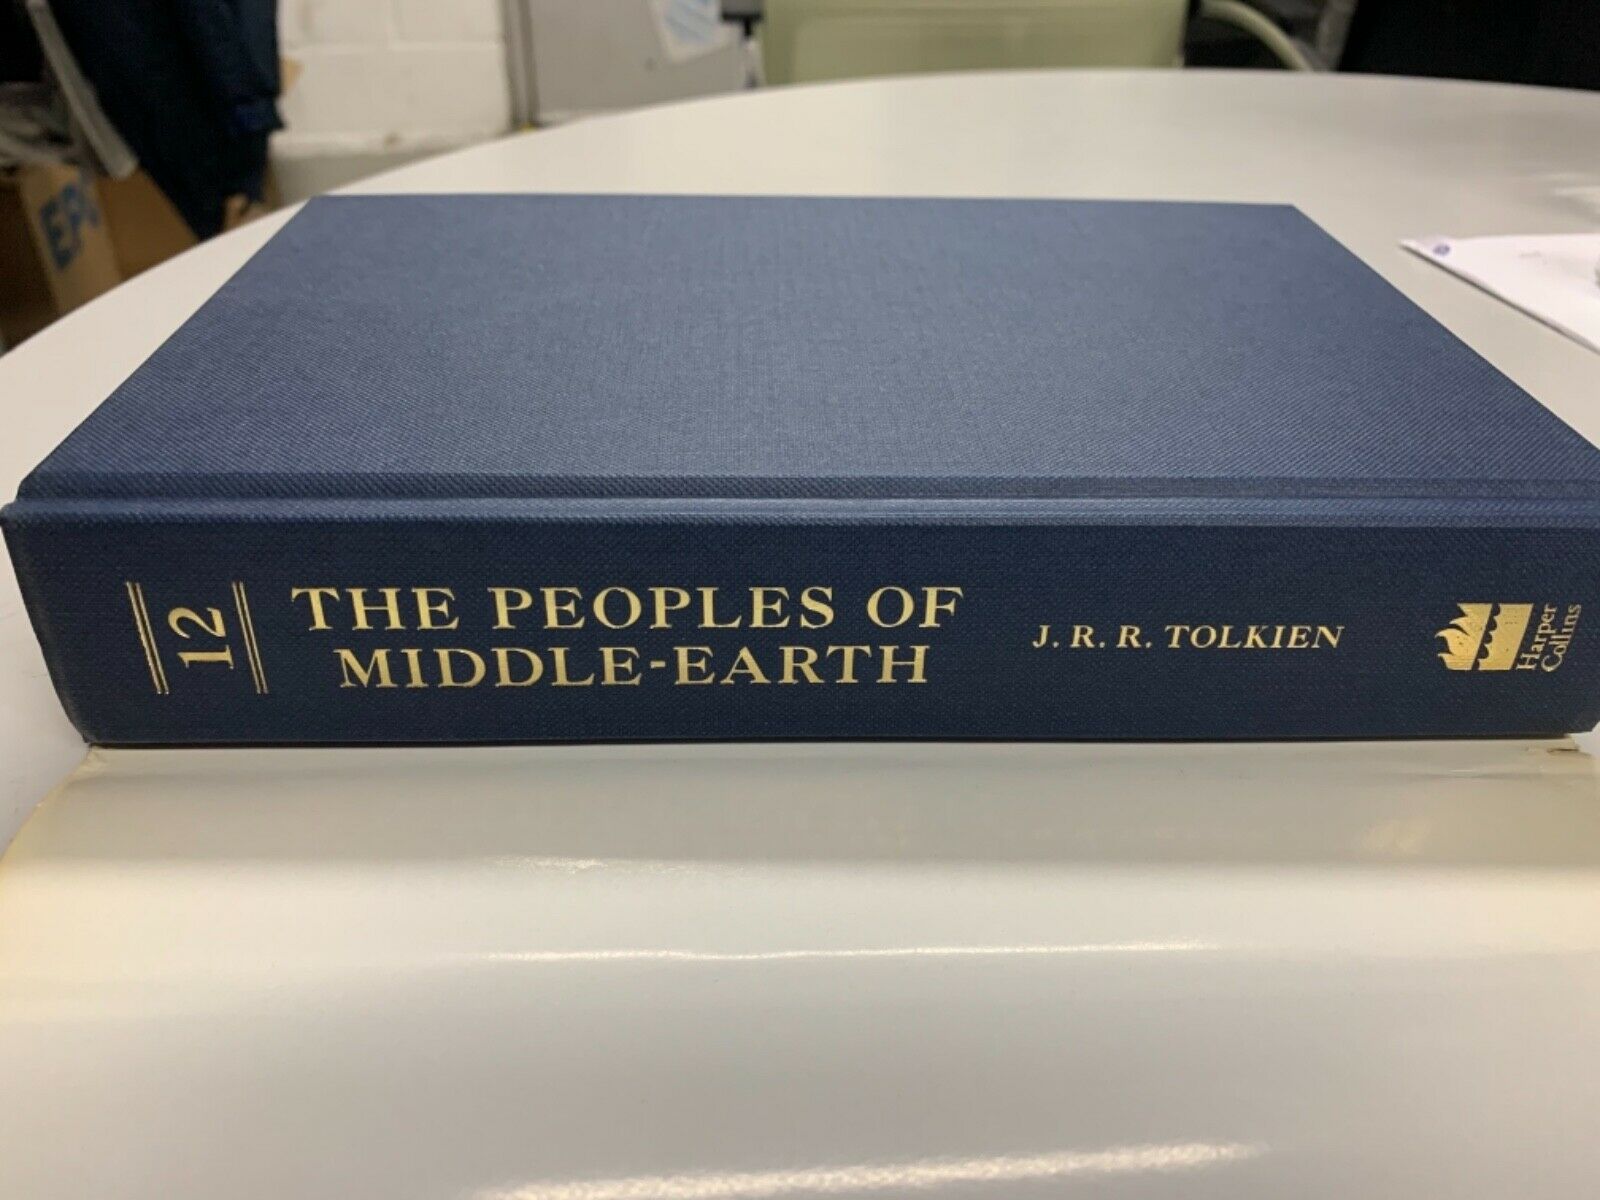 12
THE PEOPLES OF
MIDDLE-EARTH
J. R. R. TOLKIEN
Harper
Collins